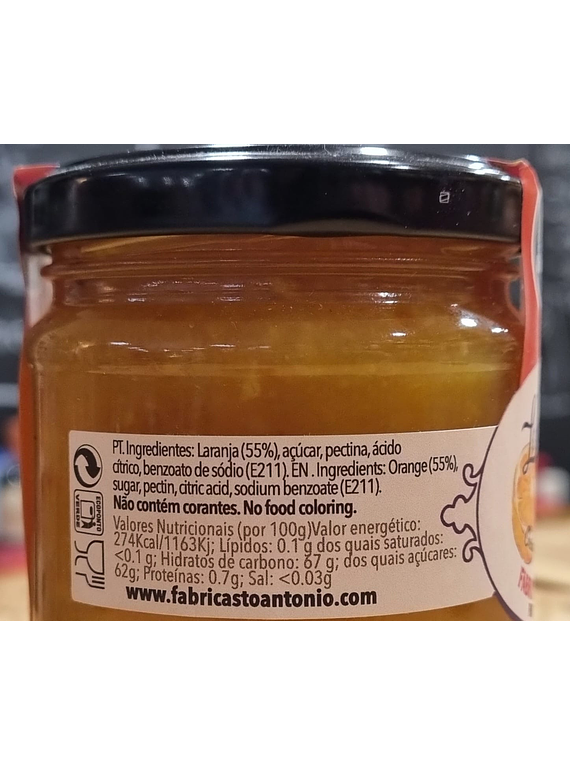 PT. Ingredientes: Laranja (55%), açúcar, pectina, ácido
cítrico, benzoato de sódio (E211). EN . Ingredients: Orange (55%),
sugar, pectin, citric acid, sodium benzoate (E211).
Não contém corantes. No food coloring.
Valores Nutricionais (por 100g)Valor energético:
274Kcal/1163Kj; Lípidos: 0.1 g dos quais saturados:
<0.1 g; Hidratos de carbono: 67 g; dos quais açúcares:
62g; Proteínas: 0.7g; Sal: <0.03g
www.fabricastoantonio.com
ECOPONTO
VERDE